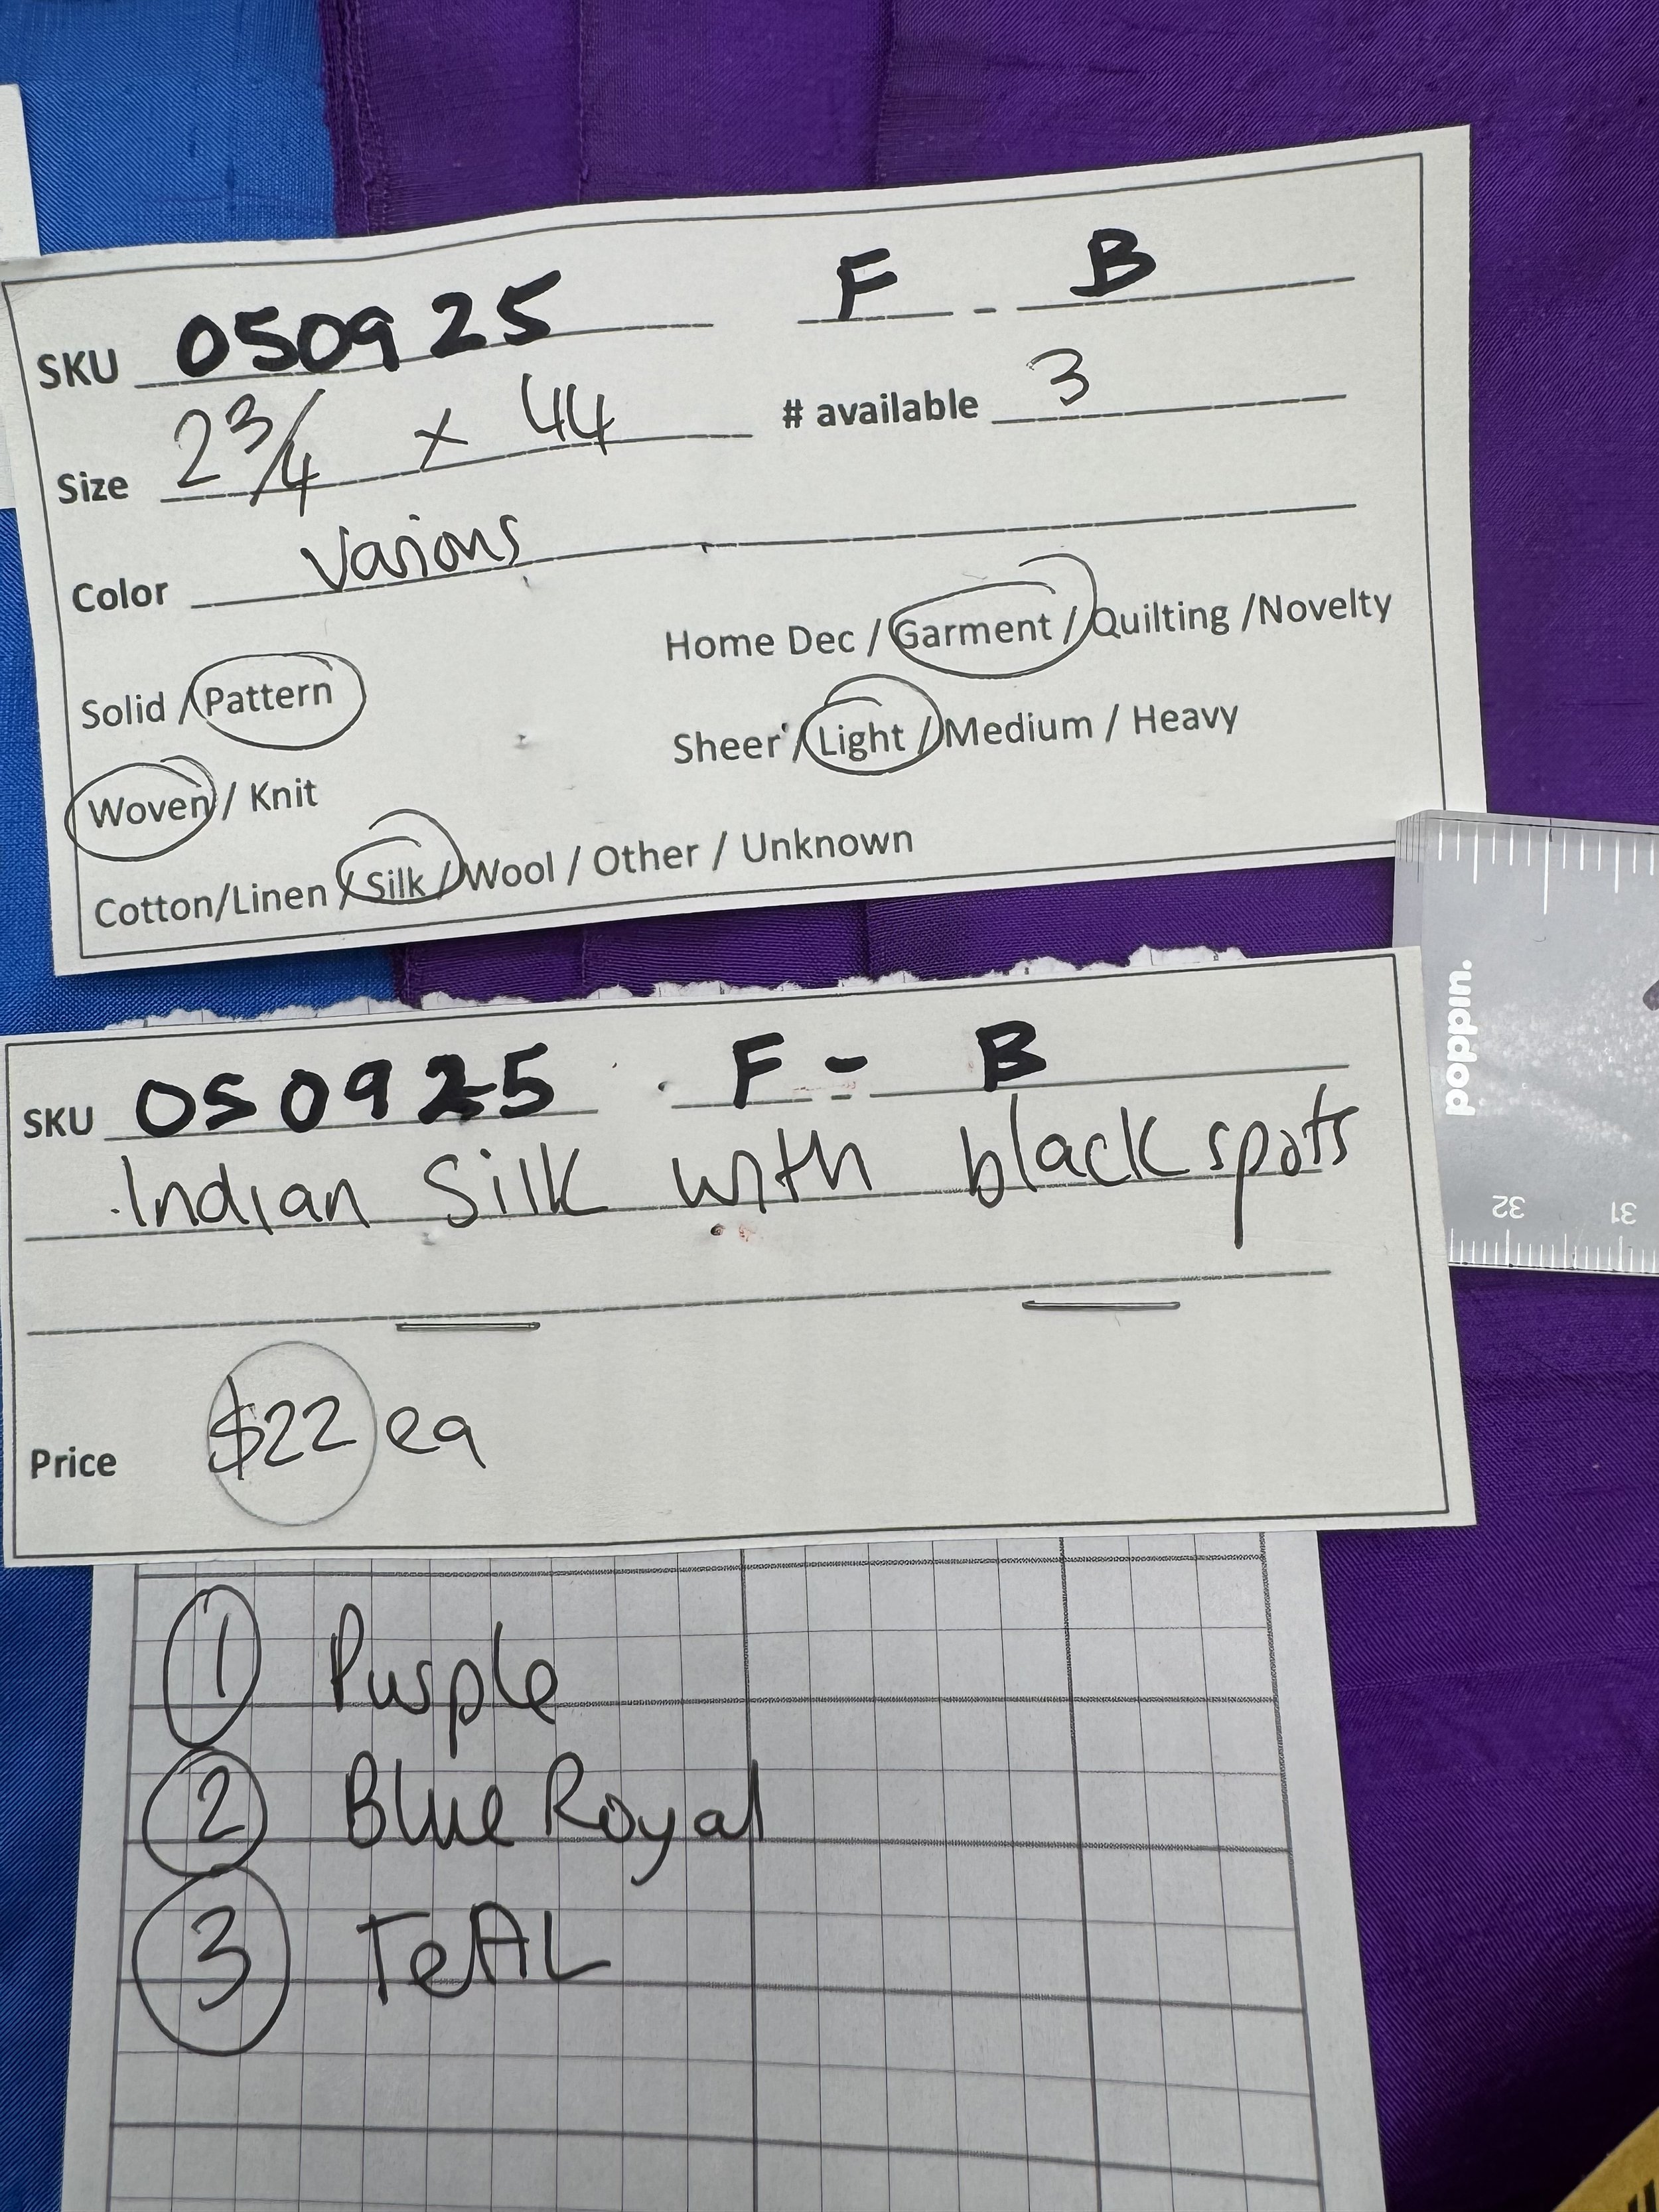 SKU 050925 F - B
Size 2 3/4 x 44 # available 3
Color Various
Solid / Pattern Home Dec / Garment / Quilting /Novelty
Woven / Knit Sheer / Light / Medium / Heavy
Cotton/Linen / Silk / Wool / Other / Unknown
poppin.
32 31
SKU 050925 F - B
Indian Silk with black spots
Price $22 ea
1 Purple
2 Blue Royal
3 TeAL